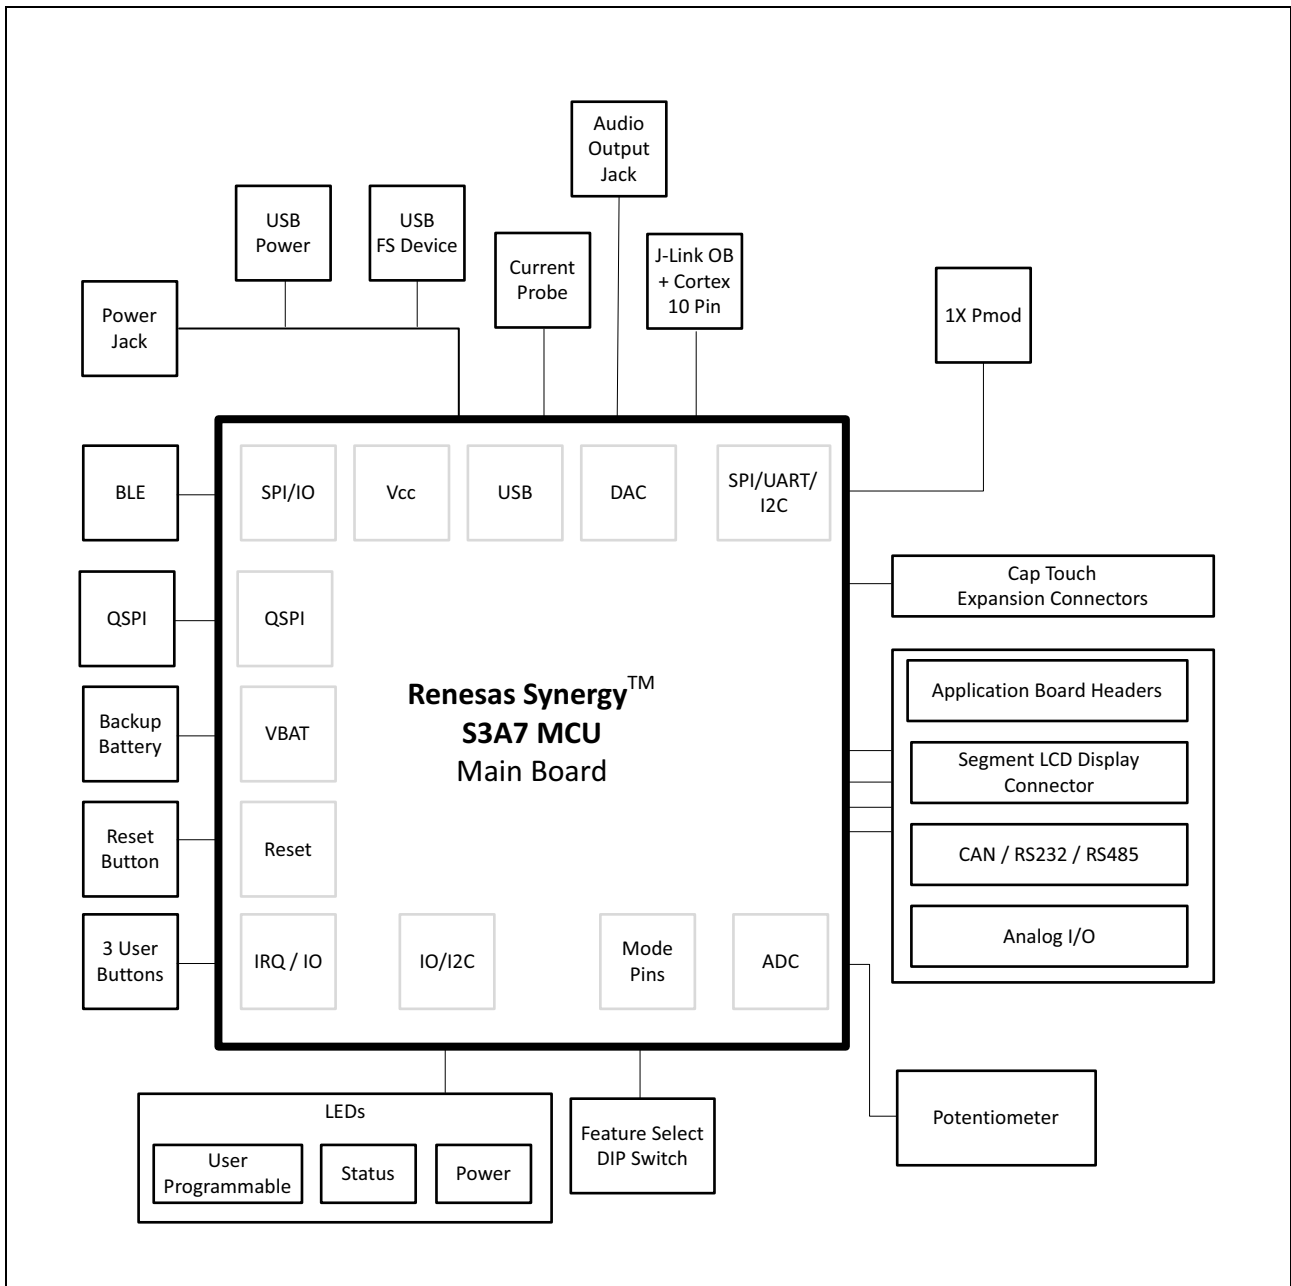 Audio
Output
Jack
USB
Power
USB
FS Device
Current
Probe
J-Link OB
+ Cortex
10 Pin
1X Pmod
Power
Jack
BLE
SPI/IO
Vcc
USB
DAC
SPI/UART/
I2C
Cap Touch
Expansion Connectors
QSPI
QSPI
Application Board Headers
Renesas Synergy™
S3A7 MCU
Main Board
Backup
Battery
VBAT
Segment LCD Display
Connector
Reset
Button
Reset
CAN / RS232 / RS485
3 User
Buttons
IRQ / IO
IO/I2C
Mode
Pins
ADC
Analog I/O
LEDs
User
Programmable
Status
Power
Feature Select
DIP Switch
Potentiometer